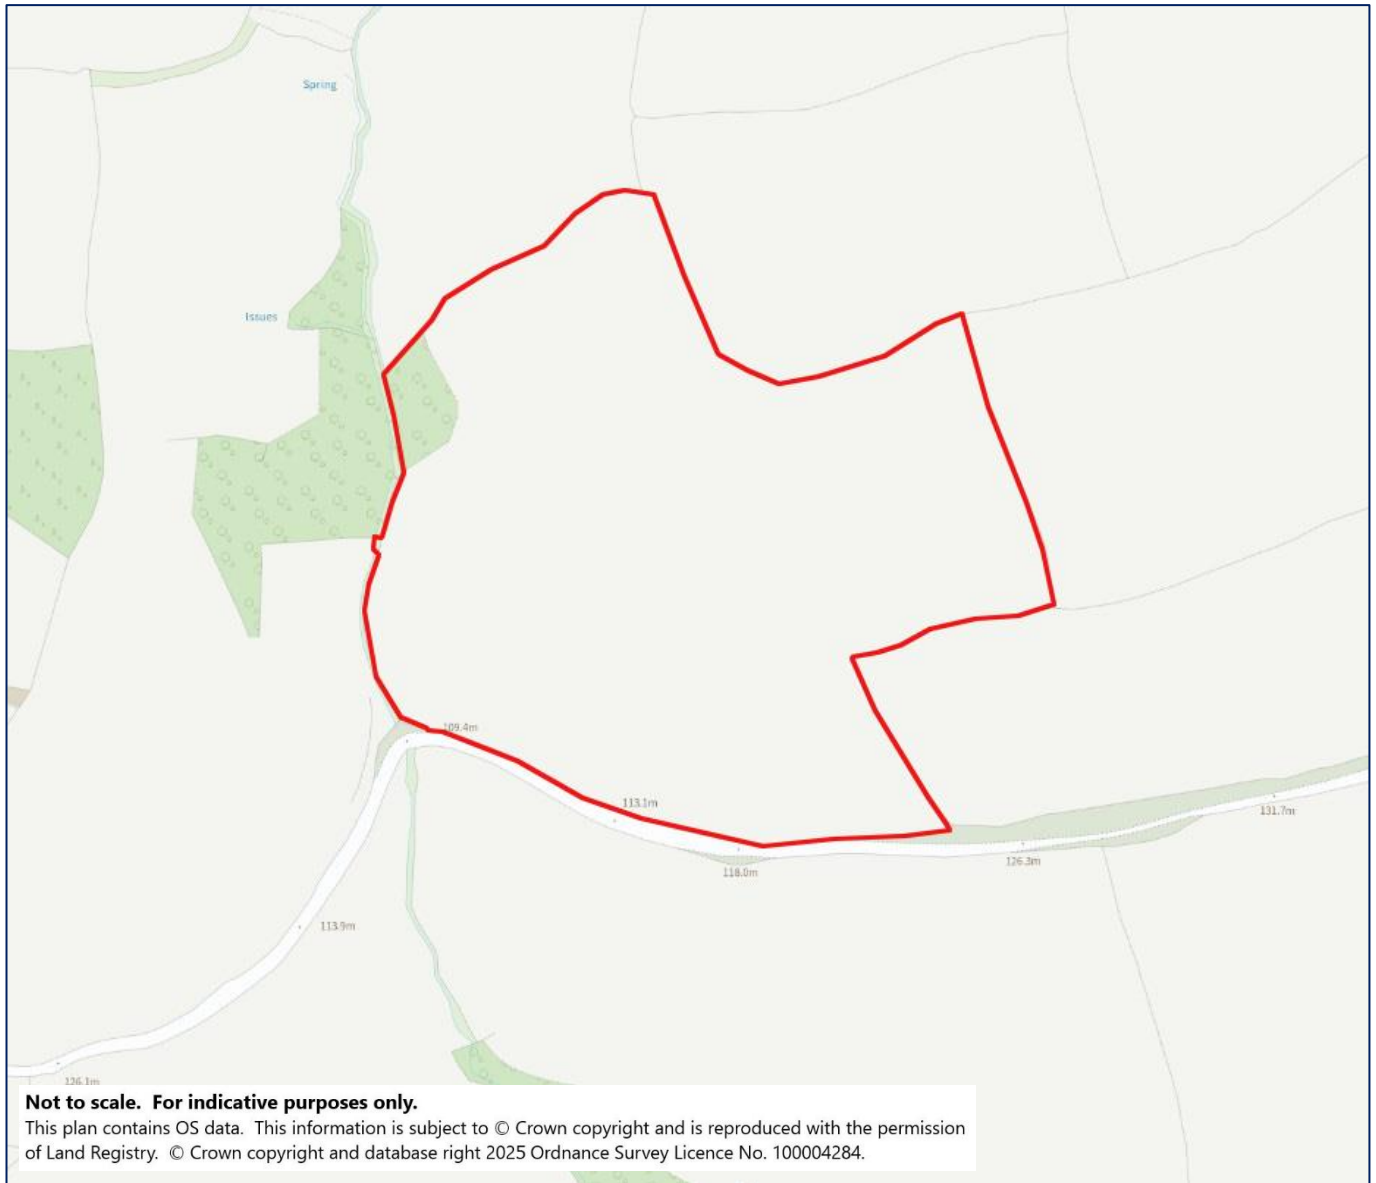 Spring
Issues
109.4m
113.1m
131.7m
126.3m
118.0m
113.9m
126.1m
Not to scale.  For indicative purposes only.
This plan contains OS data.  This information is subject to © Crown copyright and is reproduced with the permission
of Land Registry.  © Crown copyright and database right 2025 Ordnance Survey Licence No. 100004284.